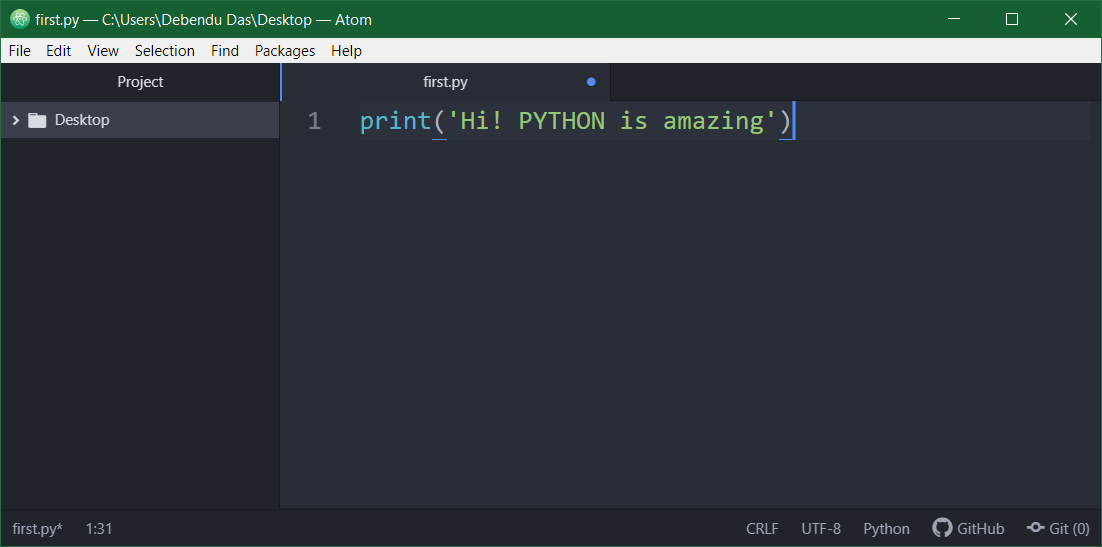 first.py — C:\Users\Debendu Das\Desktop — Atom
File Edit View Selection Find Packages Help
Project first.py
Desktop
1 print('Hi! PYTHON is amazing')
first.py* 1:31 CRLF UTF-8 Python GitHub Git (0)